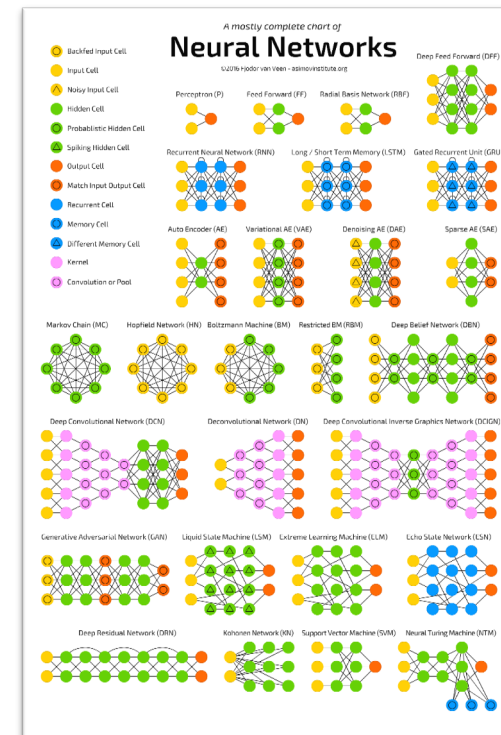 A mostly complete chart of
Neural Networks
©2016 Fjodor van Veen - asimovinstitute.org
Backfed Input Cell
Input Cell
Noisy Input Cell
Hidden Cell
Probablistic Hidden Cell
Spiking Hidden Cell
Output Cell
Match Input Output Cell
Recurrent Cell
Memory Cell
Different Memory Cell
Kernel
Convolution or Pool
Perceptron (P)
Feed Forward (FF)
Radial Basis Network (RBF)
Deep Feed Forward (DFF)
Recurrent Neural Network (RNN)
Long / Short Term Memory (LSTM)
Gated Recurrent Unit (GRU)
Auto Encoder (AE)
Variational AE (VAE)
Denoising AE (DAE)
Sparse AE (SAE)
Markov Chain (MC)
Hopfield Network (HN)
Boltzmann Machine (BM)
Restricted BM (RBM)
Deep Belief Network (DBN)
Deep Convolutional Network (DCN)
Deconvolutional Network (DN)
Deep Convolutional Inverse Graphics Network (DCIGN)
Generative Adversarial Network (GAN)
Liquid State Machine (LSM)
Extreme Learning Machine (ELM)
Echo State Network (ESN)
Deep Residual Network (DRN)
Kohonen Network (KN)
Support Vector Machine (SVM)
Neural Turing Machine (NTM)